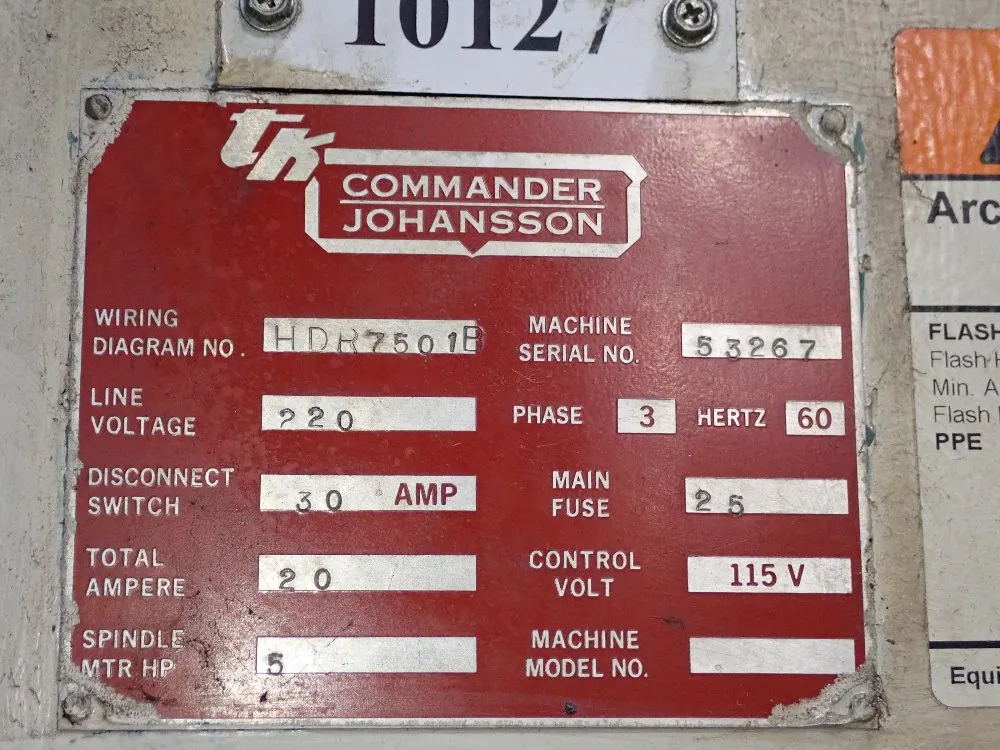 10127
tk
COMMANDER
JOHANSSON
WIRING
DIAGRAM NO. HDR7501B
MACHINE
SERIAL NO. 53267
LINE
VOLTAGE 220
PHASE 3 HERTZ 60
DISCONNECT
SWITCH 30 AMP
MAIN
FUSE 25
TOTAL
AMPERE 20
CONTROL
VOLT 115 V
SPINDLE
MTR HP 5
MACHINE
MODEL NO.
Arc
FLASH
Flash H
Min. A
Flash
PPE
Equi